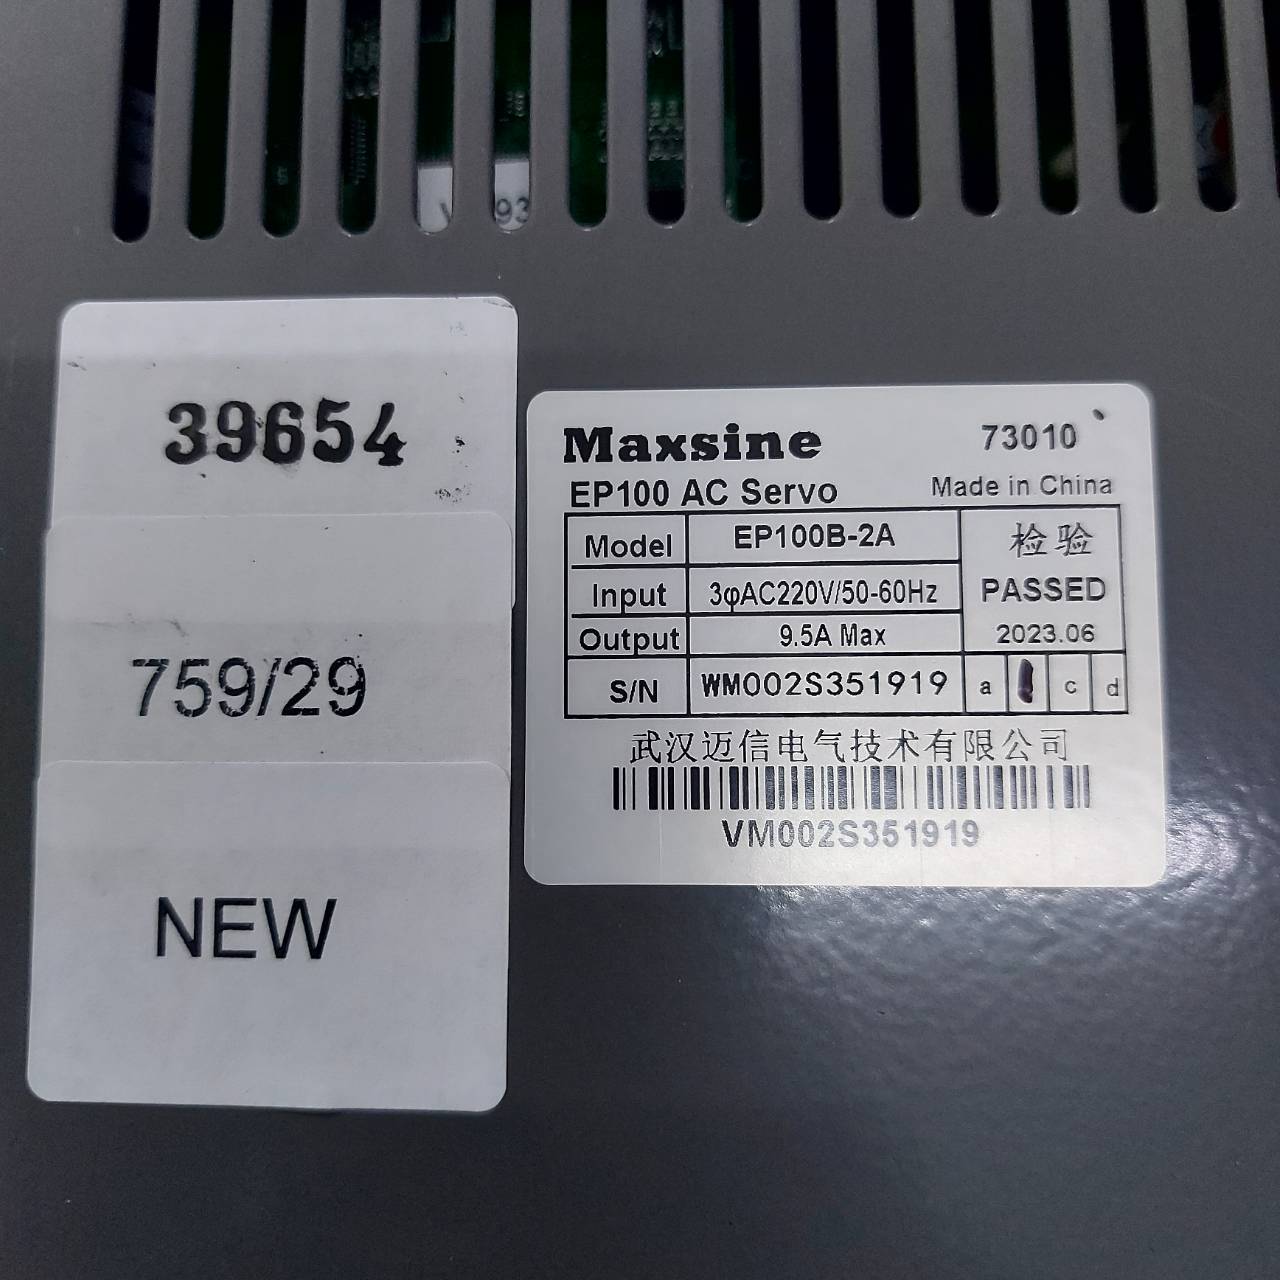 93
39654
759/29
NEW
Maxsine
73010
EP100 AC Servo
Made in China
Model EP100B-2A
检验
Input 3φAC220V/50-60Hz
PASSED
Output 9.5A Max
2023.06
S/N WM002S351919
a c d
武汉迈信电气技术有限公司
VM002S351919